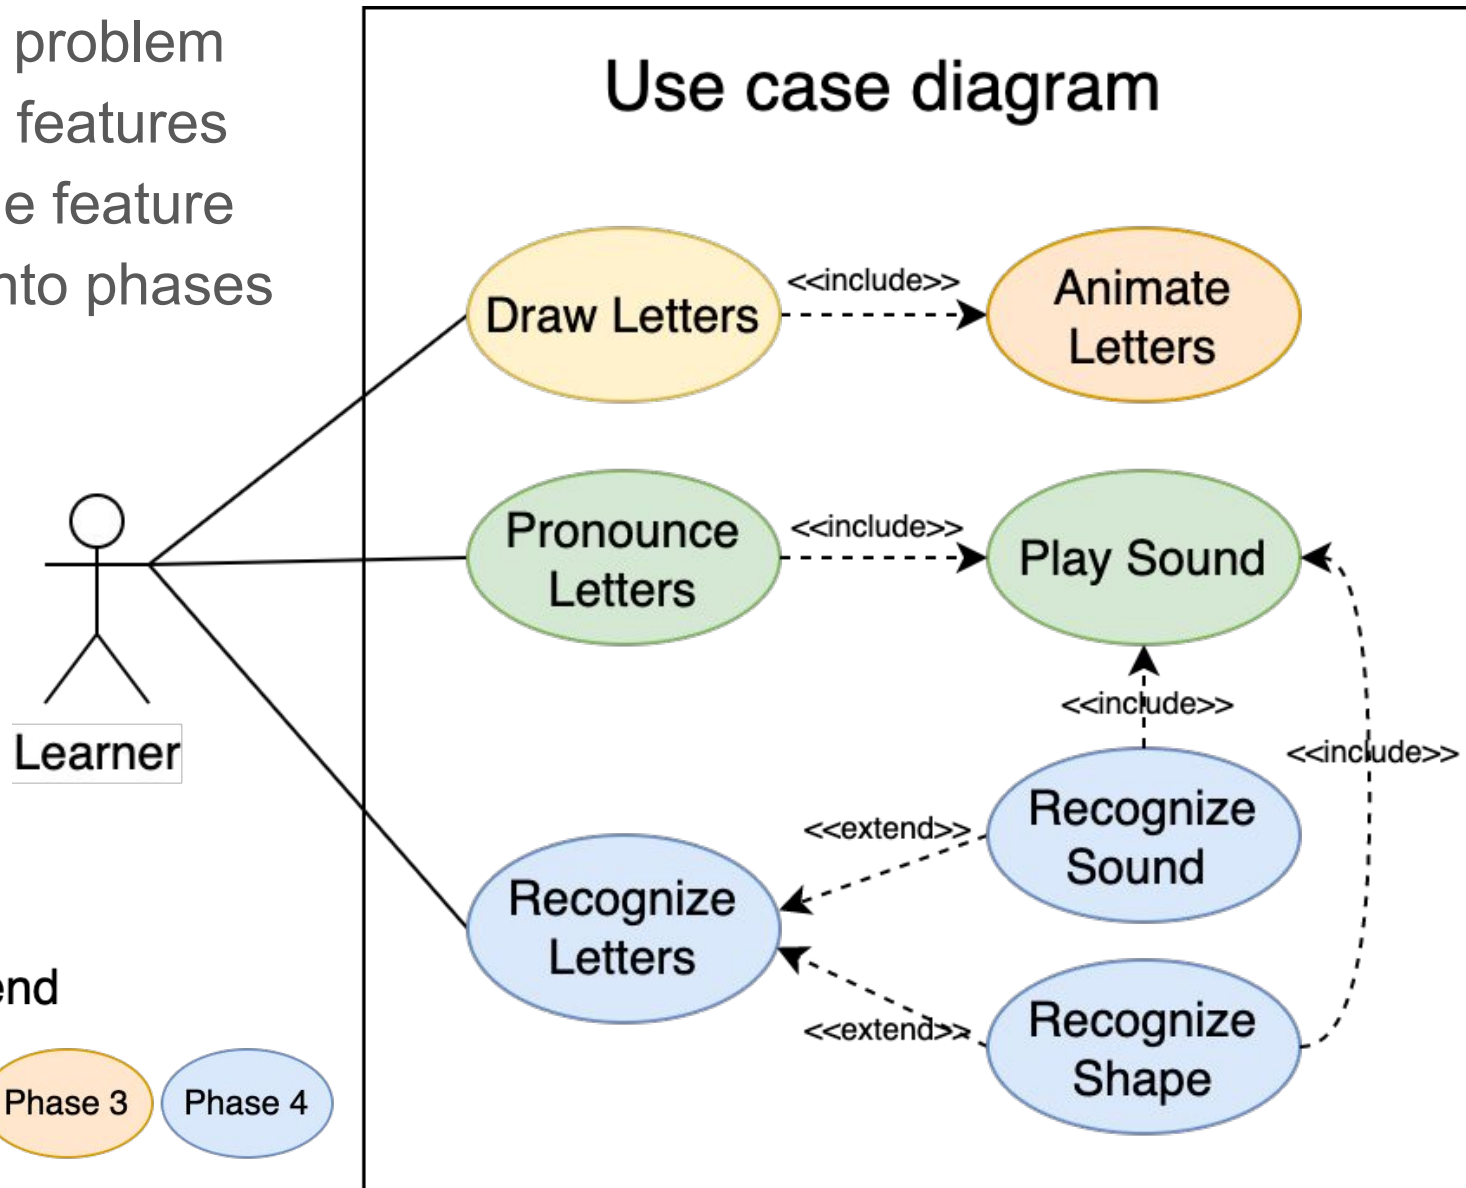 problem
features
e feature
nto phases
Use case diagram
Draw Letters
<<include>>
Animate
Letters
Pronounce
Letters
<<include>>
Play Sound
<<include>>
<<include>>
Learner
Recognize
Letters
<<extend>>
Recognize
Sound
<<extend>>
Recognize
Shape
end
Phase 3
Phase 4